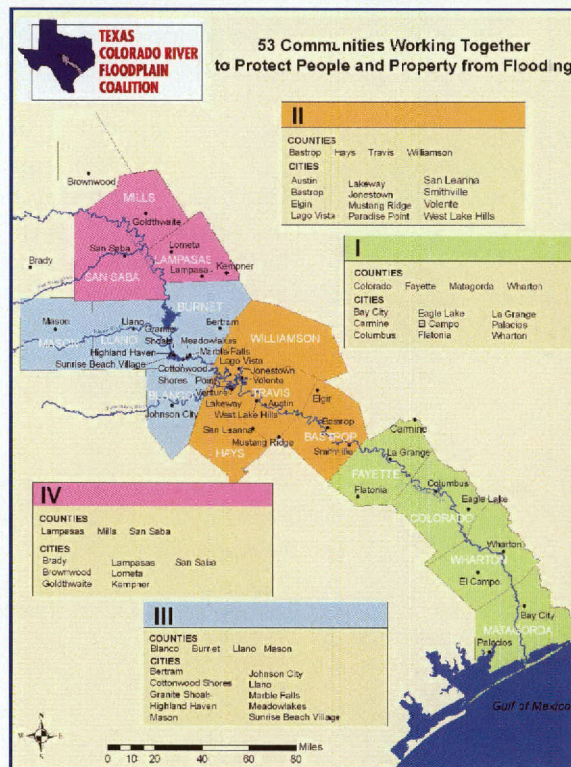 TEXAS
COLORADO RIVER
FLOODPLAIN
COALITION
53 Communities Working Together
to Protect People and Property from Flooding
II
COUNTIES
Bastrop Hays Travis Williamson
CITIES
Austin Lakeway San Leanna
Bastrop Jonestown Smithville
Elgin Mustang Ridge Volente
Lago Vista Paradise Point West Lake Hills
I
COUNTIES
Colorado Fayette Matagorda Wharton
CITIES
Bay City Eagle Lake La Grange
Carmine El Campo Palacios
Columbus Flatonia Wharton
Brownwood
MILLS
Goldthwaite
San Saba
Lometa
Brady
LAMPASAS
Kempner
Lampasas
SAN SABA
BURNET
Mason
Llano
Bertram
Granite
Shoals
Meadowlakes
MASON
LLANO
WILLIAMSON
Highland Haven
Marble Falls
Sunrise Beach Village
Lago Vista
Cottonwood
Jonestown
Shores
Point
Volente
Venture
BLANCO
TRAVIS
Elgin
Lakeway
Austin
Johnson City
West Lake Hills
Bastrop
San Leanna
Mustang Ridge
BASTROP
Smithville
HAYS
Carmine
La Grange
FAYETTE
Flatonia
Columbus
Eagle Lake
COLORADO
Wharton
WHARTON
El Campo
Bay City
MATAGORDA
Palacios
Gulf of Mexico
IV
COUNTIES
Lampasas Mills San Saba
CITIES
Brady Lampasas San Saba
Brownwood Lometa
Goldthwaite Kempner
III
COUNTIES
Blanco Burnet Llano Mason
CITIES
Bertram Johnson City
Cottonwood Shores Llano
Granite Shoals Marble Falls
Highland Haven Meadowlakes
Mason Sunrise Beach Village
N
W E
S
Miles
0 10 20 40 60 80